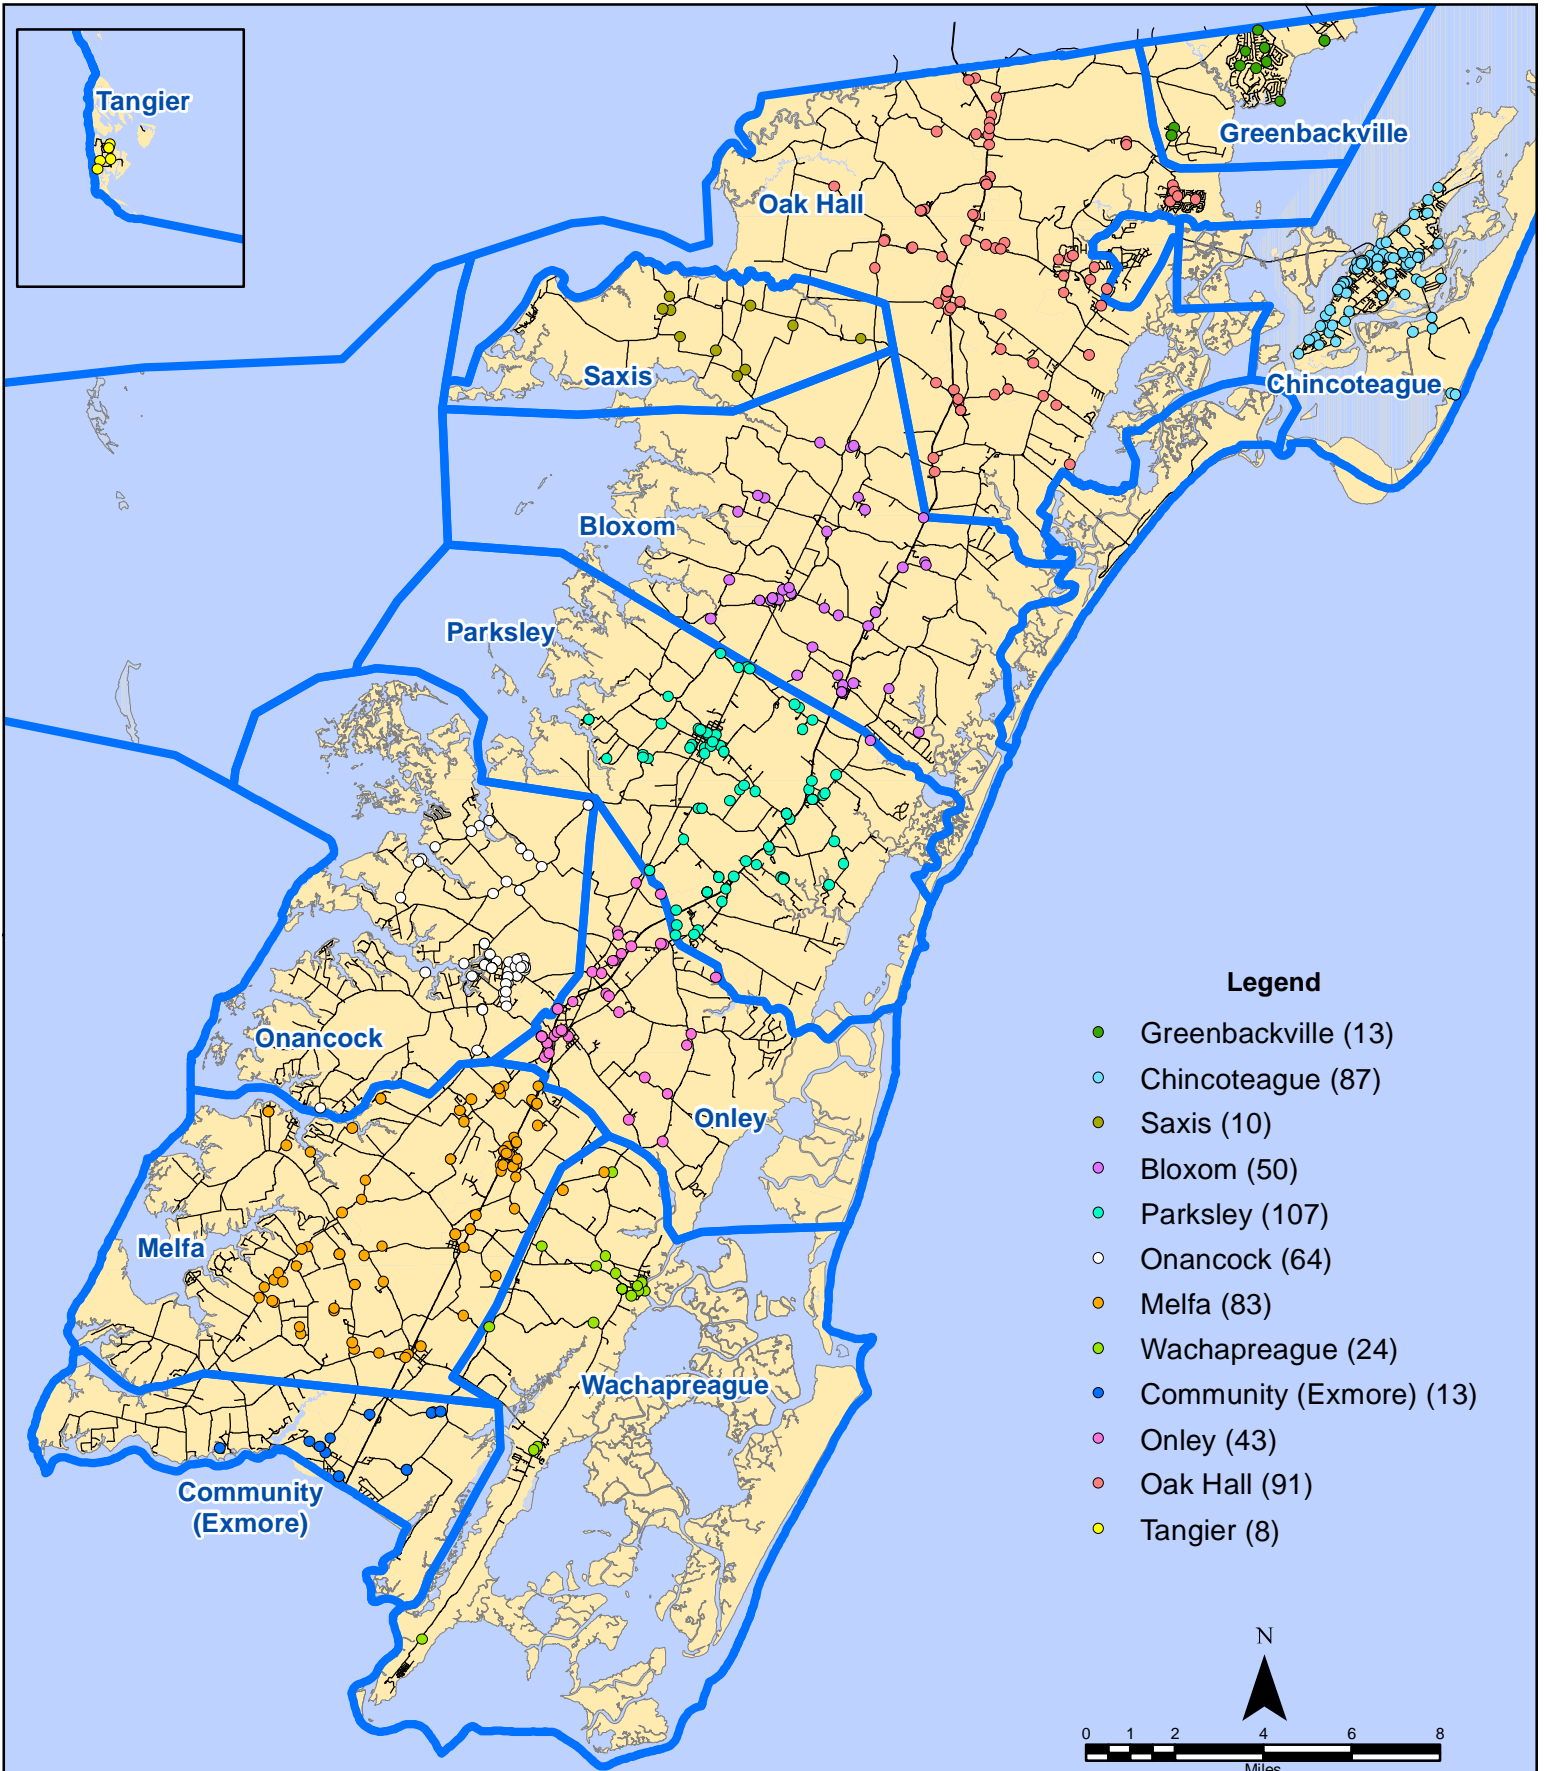 Tangier
Greenbackville
Oak Hall
Saxis
Chincoteague
Bloxom
Parksley
Onancock
Onley
Melfa
Wachapreague
Community
(Exmore)
Legend
Greenbackville (13)
Chincoteague (87)
Saxis (10)
Bloxom (50)
Parksley (107)
Onancock (64)
Melfa (83)
Wachapreague (24)
Community (Exmore) (13)
Onley (43)
Oak Hall (91)
Tangier (8)
N
0 1 2 4 6 8
Miles